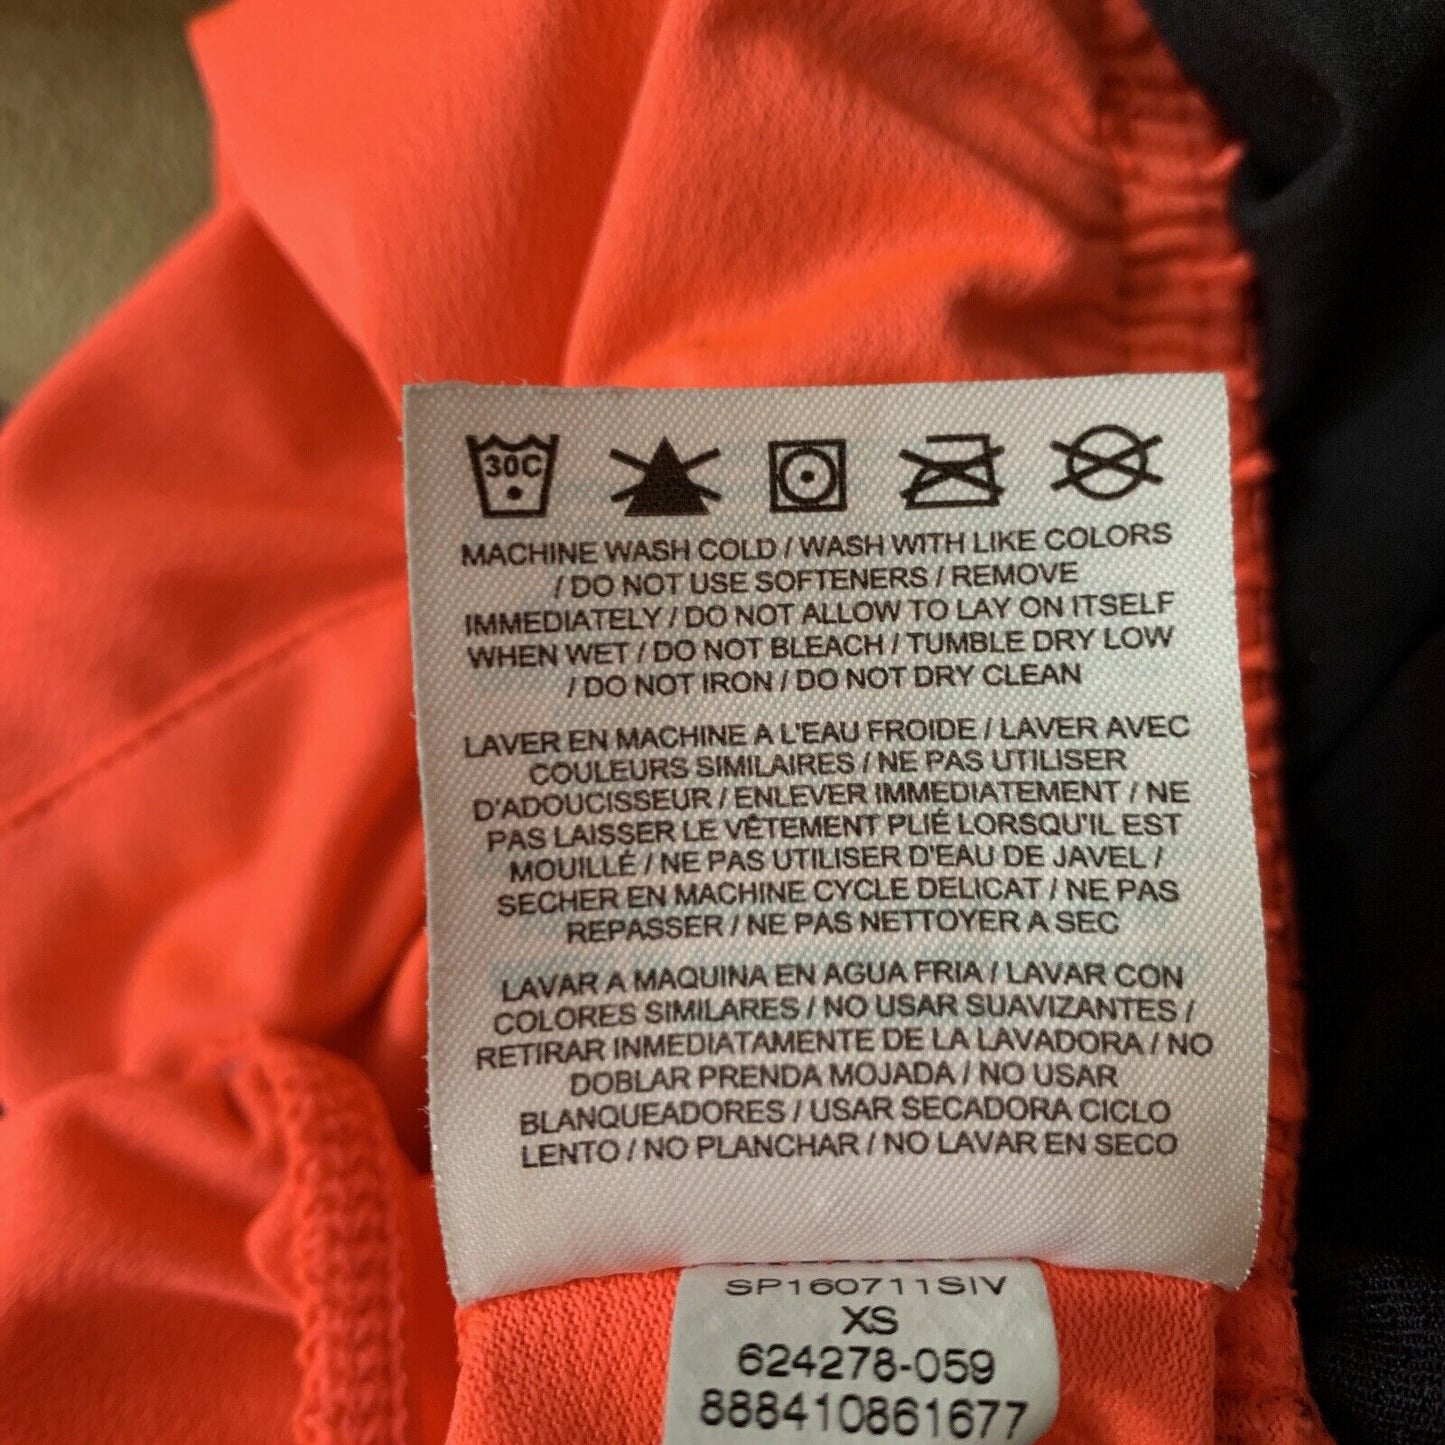 30C
MACHINE WASH COLD / WASH WITH LIKE COLORS
/ DO NOT USE SOFTENERS / REMOVE
IMMEDIATELY / DO NOT ALLOW TO LAY ON ITSELF
WHEN WET / DO NOT BLEACH / TUMBLE DRY LOW
/ DO NOT IRON / DO NOT DRY CLEAN
LAVER EN MACHINE A L'EAU FROIDE / LAVER AVEC
COULEURS SIMILAIRES / NE PAS UTILISER
D'ADOUCISSEUR / ENLEVER IMMEDIATEMENT / NE
PAS LAISSER LE VÊTEMENT PLIÉ LORSQU'IL EST
MOUILLÉ / NE PAS UTILISER D'EAU DE JAVEL /
SECHER EN MACHINE CYCLE DELICAT / NE PAS
REPASSER / NE PAS NETTOYER A SEC
LAVAR A MAQUINA EN AGUA FRIA / LAVAR CON
COLORES SIMILARES / NO USAR SUAVIZANTES /
RETIRAR INMEDIATAMENTE DE LA LAVADORA / NO
DOBLAR PRENDA MOJADA / NO USAR
BLANQUEADORES / USAR SECADORA CICLO
LENTO / NO PLANCHAR / NO LAVAR EN SECO
SP160711SIV
XS
624278-059
888410861677